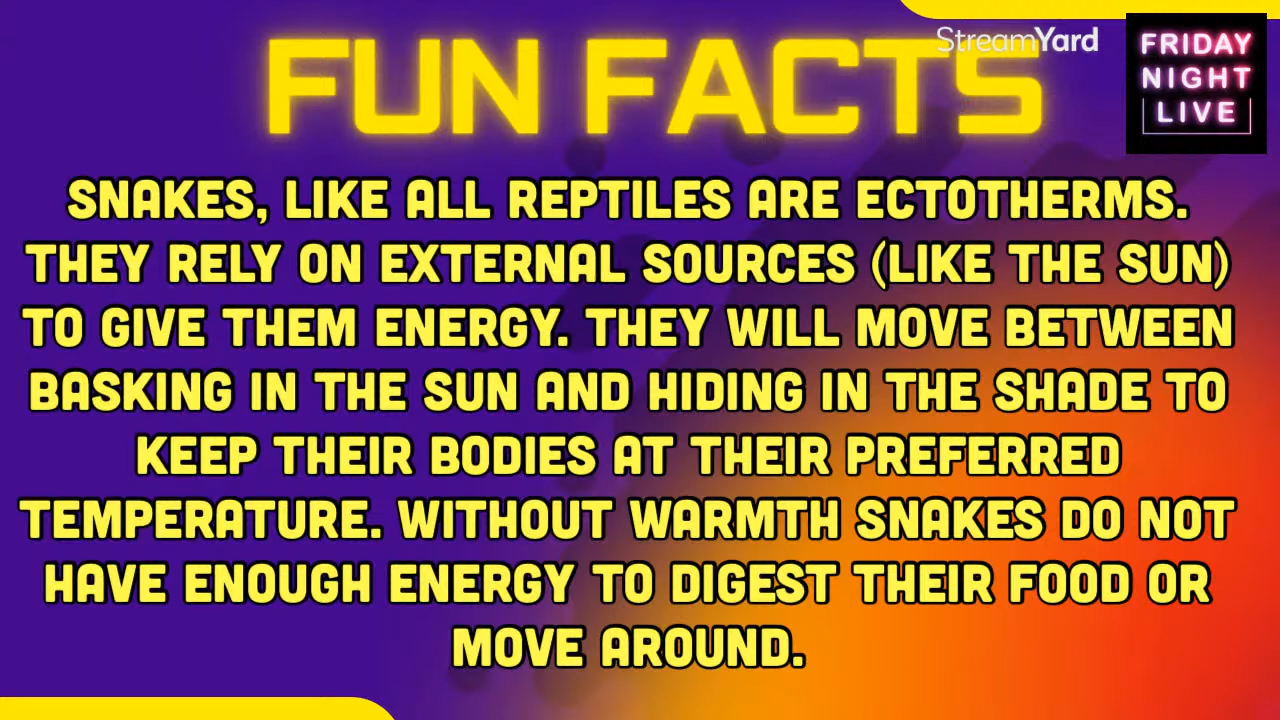 FUN FACTS
StreamYard
FRIDAY
NIGHT
LIVE
SNAKES, LIKE ALL REPTILES ARE ECTOTHERMS.
THEY RELY ON EXTERNAL SOURCES (LIKE THE SUN)
TO GIVE THEM ENERGY. THEY WILL MOVE BETWEEN
BASKING IN THE SUN AND HIDING IN THE SHADE TO
KEEP THEIR BODIES AT THEIR PREFERRED
TEMPERATURE. WITHOUT WARMTH SNAKES DO NOT
HAVE ENOUGH ENERGY TO DIGEST THEIR FOOD OR
MOVE AROUND.